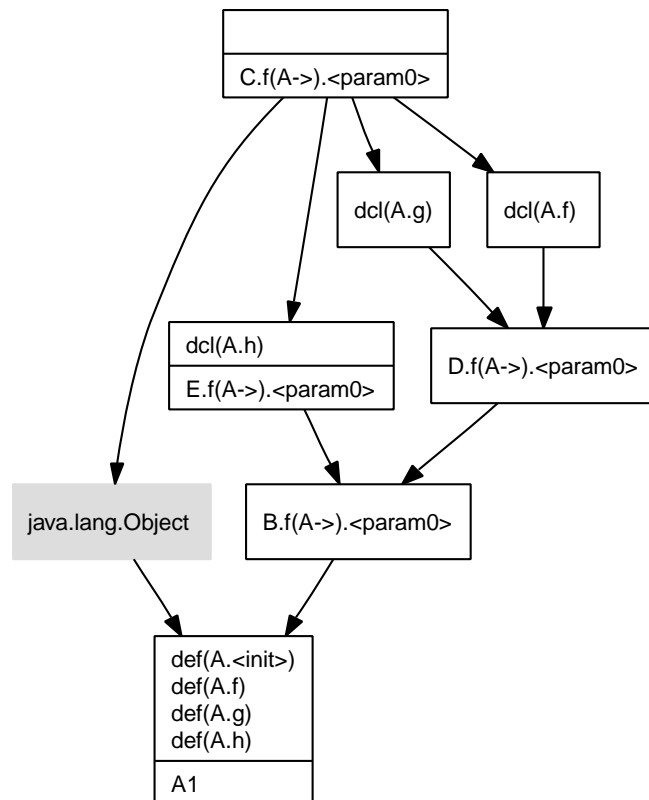 C.f(A->).<param0>
dcl(A.g)
dcl(A.f)
dcl(A.h)
E.f(A->).<param0>
D.f(A->).<param0>
java.lang.Object
B.f(A->).<param0>
def(A.<init>)
def(A.f)
def(A.g)
def(A.h)
A1